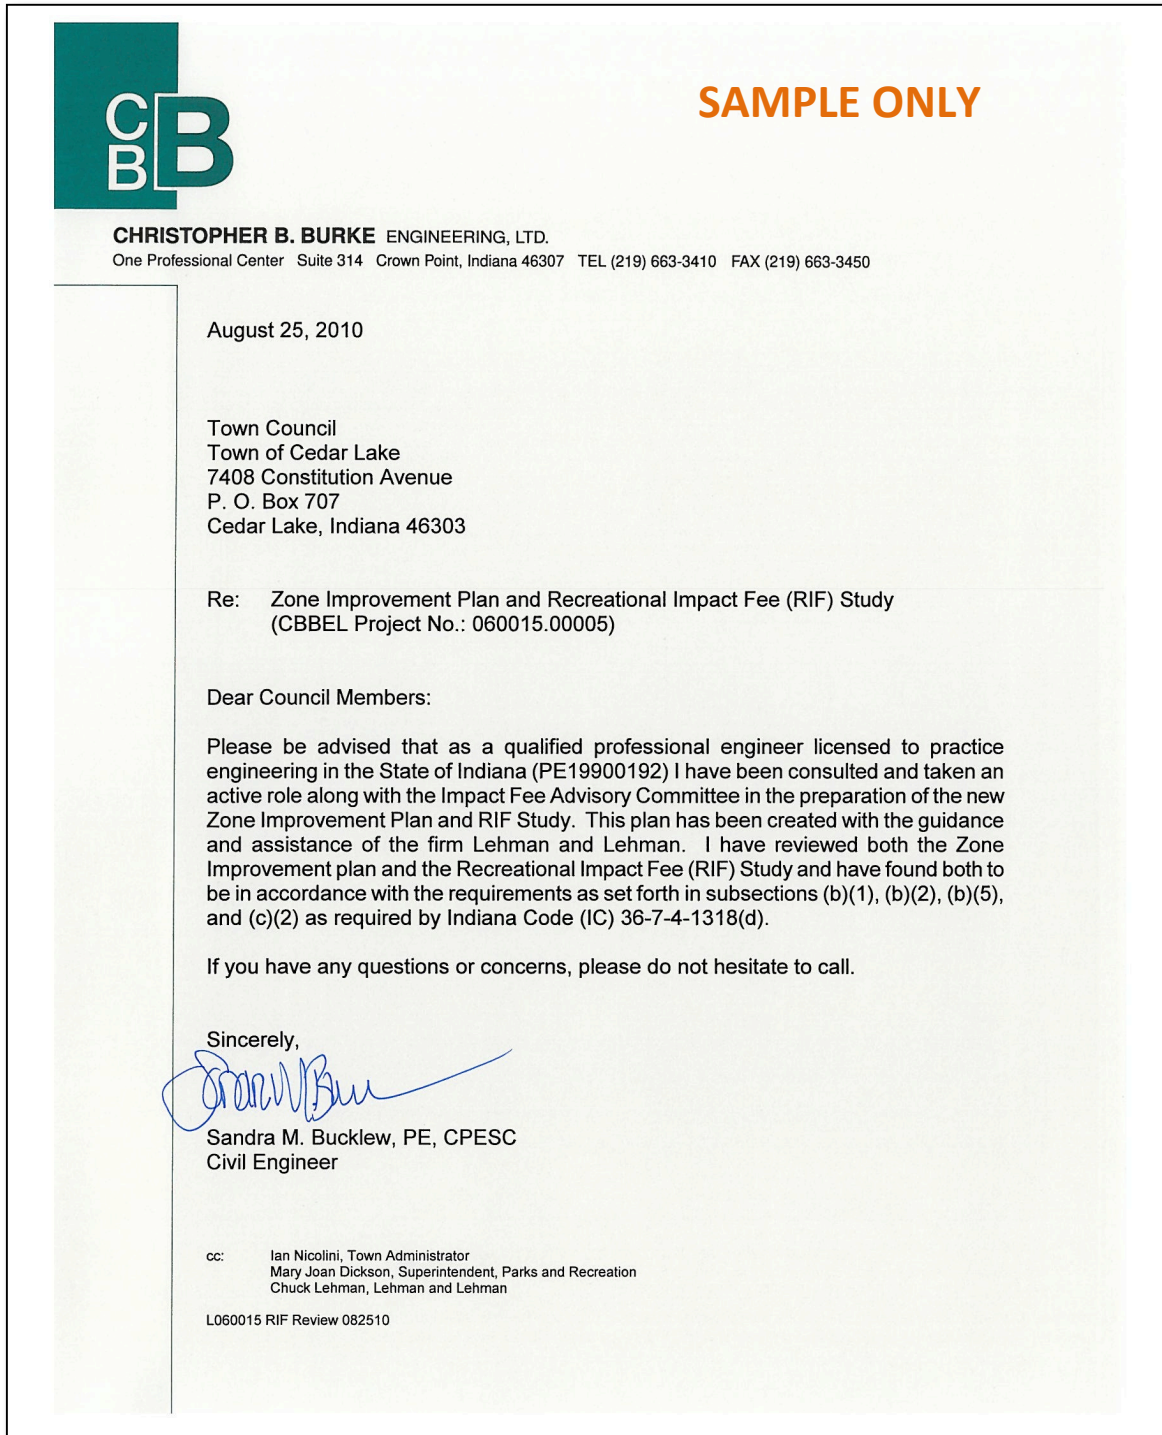 SAMPLE ONLY
C
B
B
CHRISTOPHER B. BURKE ENGINEERING, LTD.
One Professional Center Suite 314 Crown Point, Indiana 46307 TEL (219) 663-3410 FAX (219) 663-3450
August 25, 2010
Town Council
Town of Cedar Lake
7408 Constitution Avenue
P. O. Box 707
Cedar Lake, Indiana 46303
Re: Zone Improvement Plan and Recreational Impact Fee (RIF) Study
(CBBEL Project No.: 060015.00005)
Dear Council Members:
Please be advised that as a qualified professional engineer licensed to practice
engineering in the State of Indiana (PE19900192) I have been consulted and taken an
active role along with the Impact Fee Advisory Committee in the preparation of the new
Zone Improvement Plan and RIF Study. This plan has been created with the guidance
and assistance of the firm Lehman and Lehman. I have reviewed both the Zone
Improvement plan and the Recreational Impact Fee (RIF) Study and have found both to
be in accordance with the requirements as set forth in subsections (b)(1), (b)(2), (b)(5),
and (c)(2) as required by Indiana Code (IC) 36-7-4-1318(d).
If you have any questions or concerns, please do not hesitate to call.
Sincerely,
Sandra M. Bucklew, PE, CPESC
Civil Engineer
cc: Ian Nicolini, Town Administrator
Mary Joan Dickson, Superintendent, Parks and Recreation
Chuck Lehman, Lehman and Lehman
L060015 RIF Review 082510